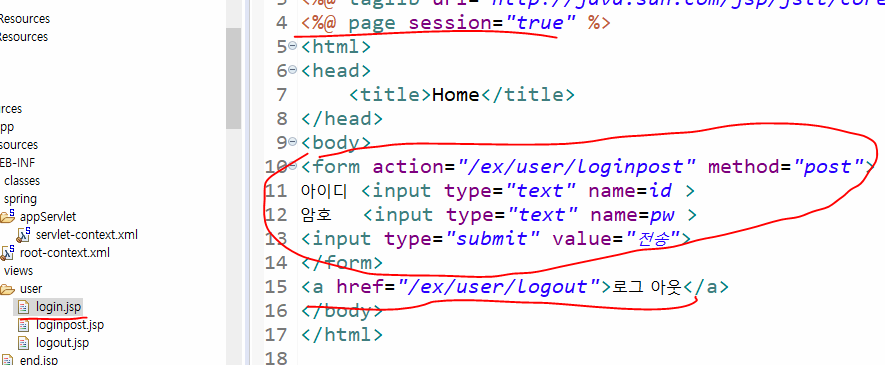 Resources
Resources
rces
pp
sources
EB-INF
classes
spring
appServlet
servlet-context.xml
root-context.xml
views
user
login.jsp
loginpost.jsp
logout.jsp
end.jsp
4 <%@ page session="true" %>
5 <html>
6 <head>
7 <title>Home</title>
8 </head>
9 <body>
10 <form action="/ex/user/loginpost" method="post">
11 아이디 <input type="text" name=id >
12 암호 <input type="text" name=pw >
13 <input type="submit" value="전송">
14 </form>
15 <a href="/ex/user/logout">로그 아웃</a>
16 </body>
17 </html>
18